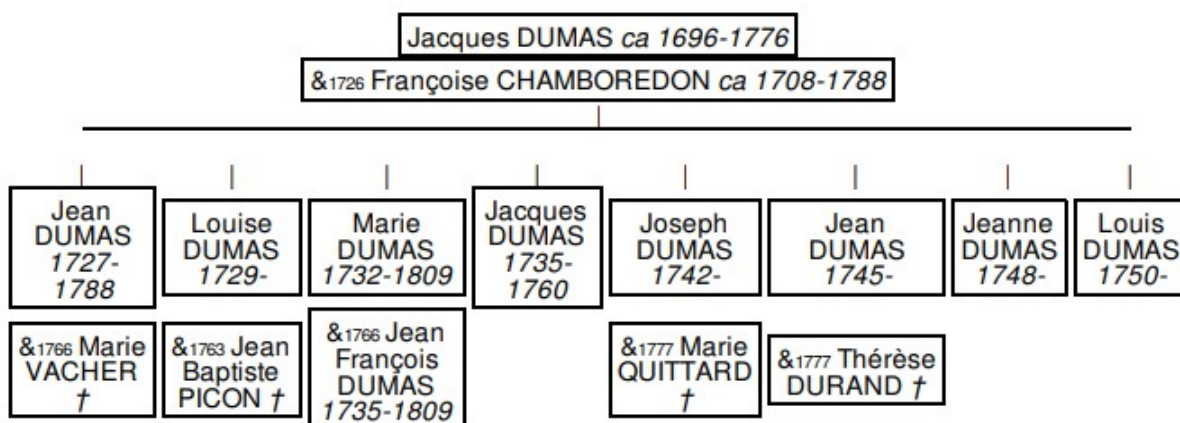 Jacques DUMAS ca 1696-1776
&1726 Françoise CHAMBOREDON ca 1708-1788
Jean
DUMAS
1727-
1788
Louise
DUMAS
1729-
Marie
DUMAS
1732-1809
Jacques
DUMAS
1735-
1760
Joseph
DUMAS
1742-
Jean
DUMAS
1745-
Jeanne
DUMAS
1748-
Louis
DUMAS
1750-
&1766 Marie
VACHER
†
&1763 Jean
Baptiste
PICON †
&1766 Jean
François
DUMAS
1735-1809
&1777 Marie
QUITTARD
†
&1777 Thérèse
DURAND †